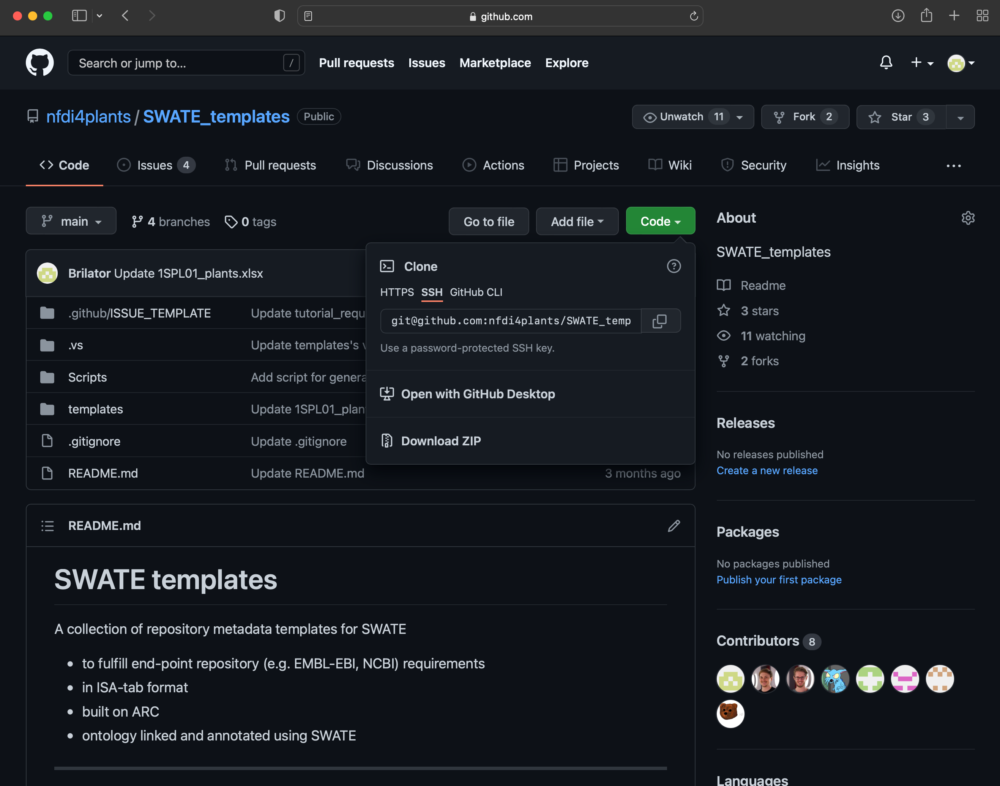 github.com
Search or jump to... /
Pull requests Issues Marketplace Explore
nfdi4plants / SWATE_templates Public
Unwatch 11 Fork 2 Star 3
Code Issues 4 Pull requests Discussions Actions Projects Wiki Security Insights
main 4 branches 0 tags
Go to file Add file Code
Brilator Update 1SPL01_plants.xlsx
.github/ISSUE_TEMPLATE Update tutorial_requ
.vs Update templates's
Scripts Add script for genera
templates Update 1SPL01_plan
.gitignore Update .gitignore
README.md Update README.md 3 months ago
Clone
HTTPS SSH GitHub CLI
git@github.com:nfdi4plants/SWATE_temp
Use a password-protected SSH key.
Open with GitHub Desktop
Download ZIP
README.md
SWATE templates
A collection of repository metadata templates for SWATE
• to fulfill end-point repository (e.g. EMBL-EBI, NCBI) requirements
• in ISA-tab format
• built on ARC
• ontology linked and annotated using SWATE
About
SWATE_templates
Readme
3 stars
11 watching
2 forks
Releases
No releases published
Create a new release
Packages
No packages published
Publish your first package
Contributors 8
Languages